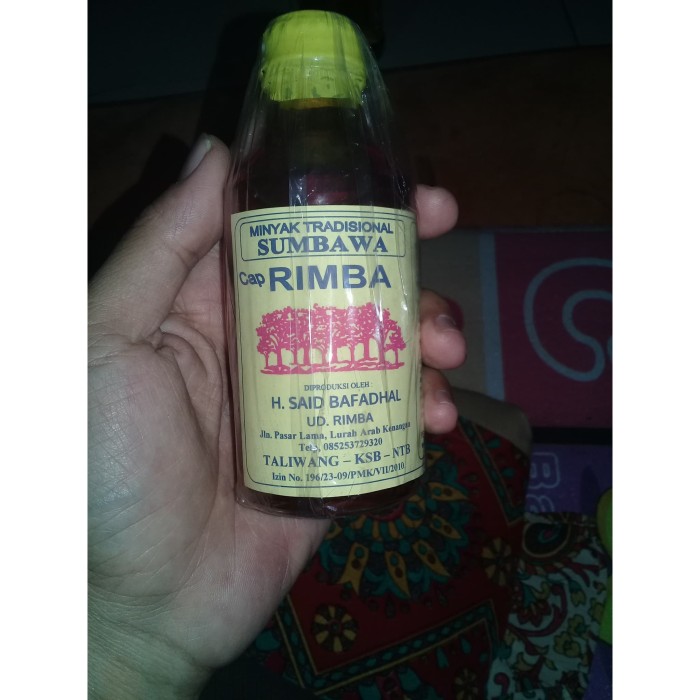 MINYAK TRADISIONAL
SUMBAWA
Cap RIMBA
DIPRODUKSI OLEH :
H. SAID BAFADHAL
UD. RIMBA
Jln. Pasar Lama, Lurah Arab Kenangan
Telp. 085253729320
TALIWANG – KSB – NTB
Izin No. 196/23-09/PMK/VII/2010
Ba